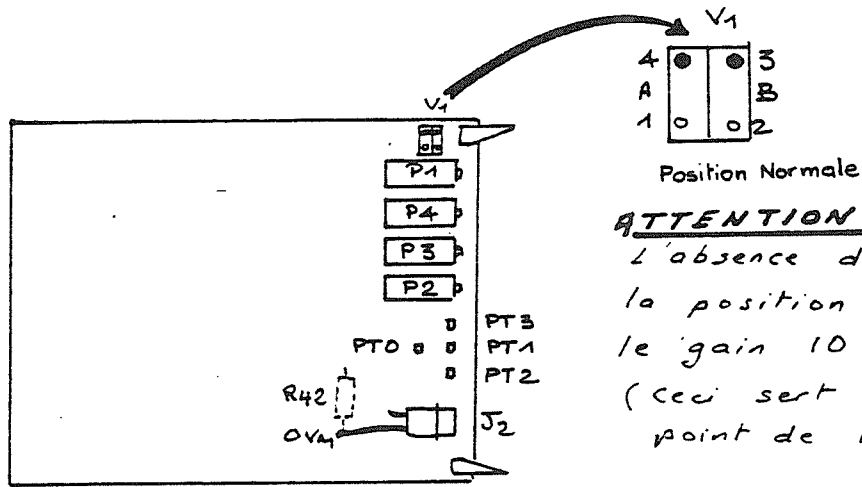 V1
4 3
A B
1 2
Position Normale
V1
P1
P4
P3
P2
PT3
PT0 PT1
PT2
R42
J2
ATTENTION
L'absence d
la position
le gain 10
(ceci sert
point de